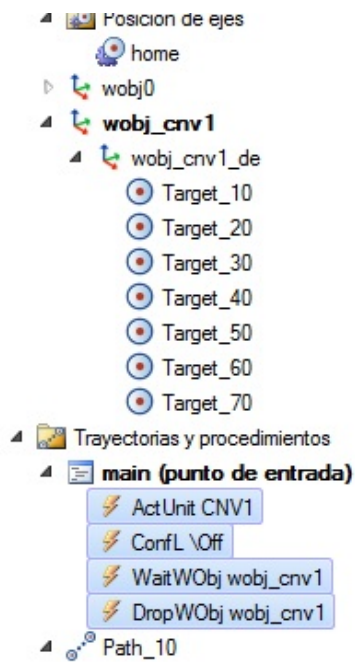 Posición de ejes
home
wobj0
wobj_cnv1
wobj_cnv1_de
Target_10
Target_20
Target_30
Target_40
Target_50
Target_60
Target_70
Trayectorias y procedimientos
main (punto de entrada)
ActUnit CNV1
ConfL \Off
WaitWObj wobj_cnv1
DropWObj wobj_cnv1
Path_10